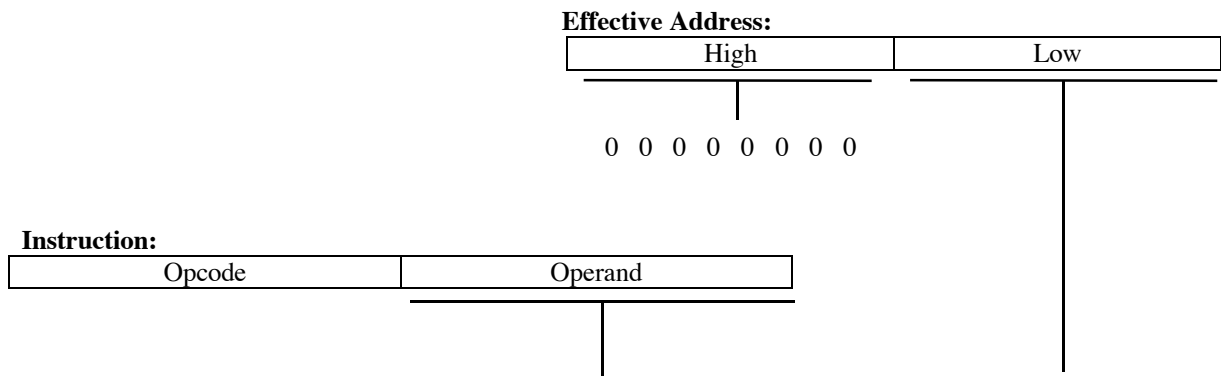 Effective Address:
High Low
0 0 0 0 0 0 0 0
Instruction:
Opcode Operand